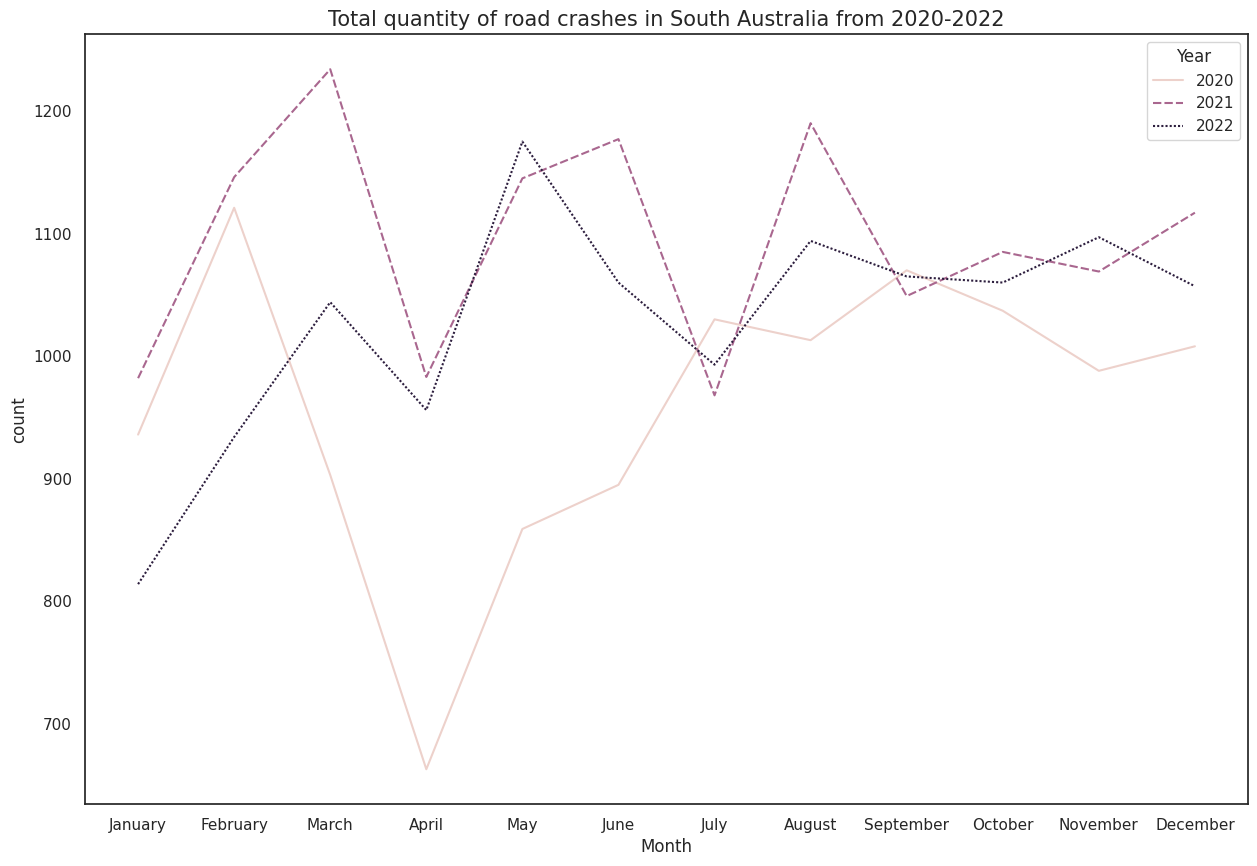 Total quantity of road crashes in South Australia from 2020-2022
Year
2020
2021
2022
1200
1100
1000
900
800
700
count
January February March April May June July August September October November December
Month